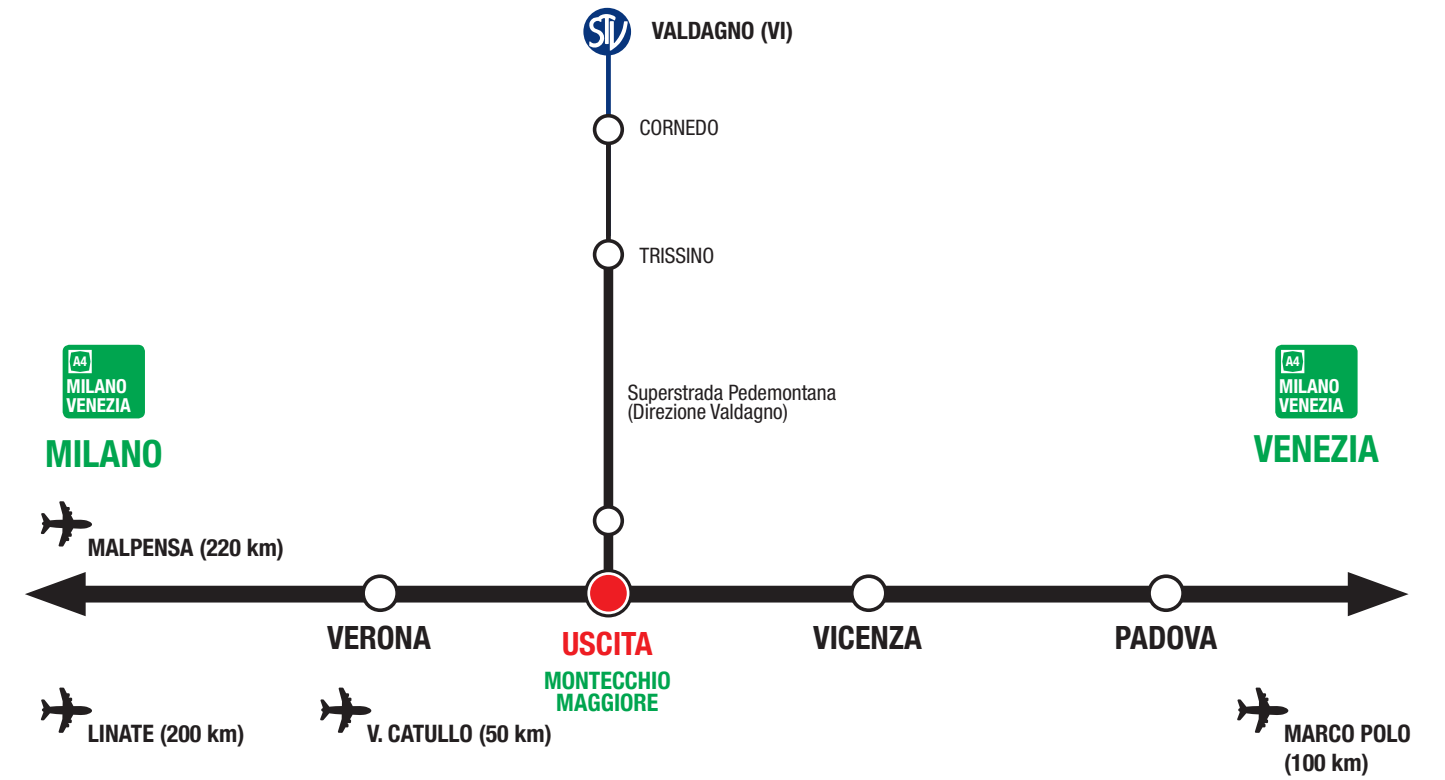 STV
VALDAGNO (VI)
CORNEDO
TRISSINO
Superstrada Pedemontana
(Direzione Valdagno)
A4
MILANO
VENEZIA
MILANO
A4
MILANO
VENEZIA
VENEZIA
MALPENSA (220 km)
VERONA
USCITA
MONTECCHIO
MAGGIORE
VICENZA
PADOVA
LINATE (200 km)
V. CATULLO (50 km)
MARCO POLO
(100 km)